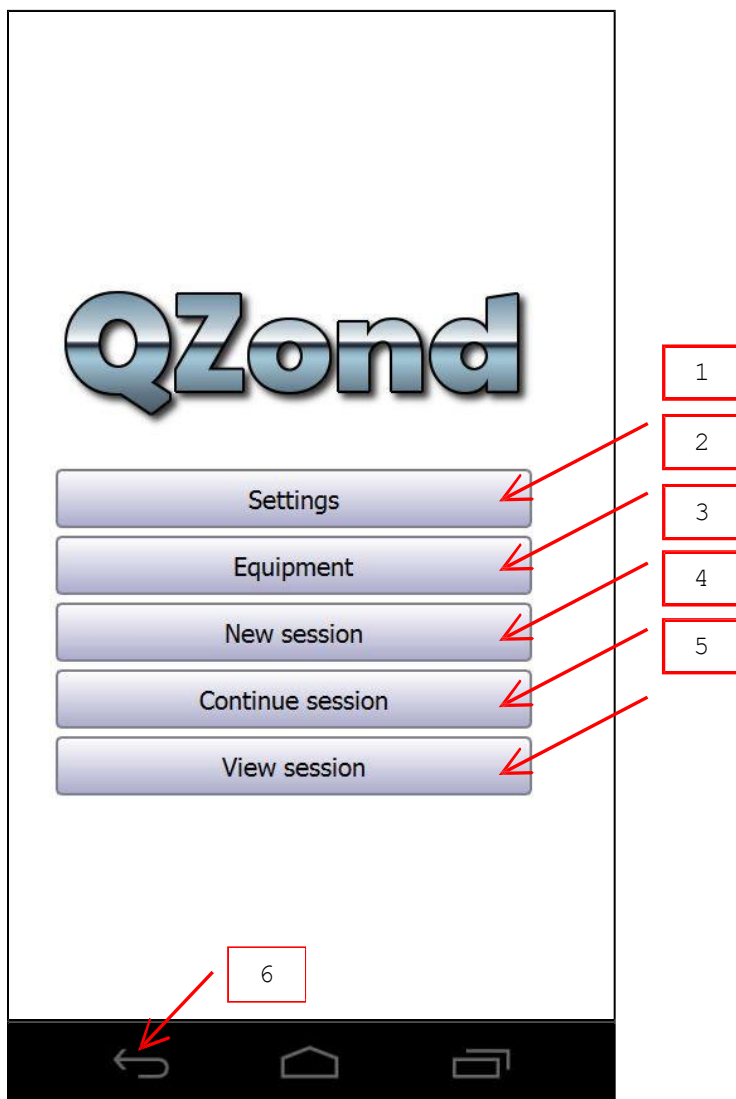 QZond
1
2
Settings
3
Equipment
4
New session
5
Continue session
View session
6